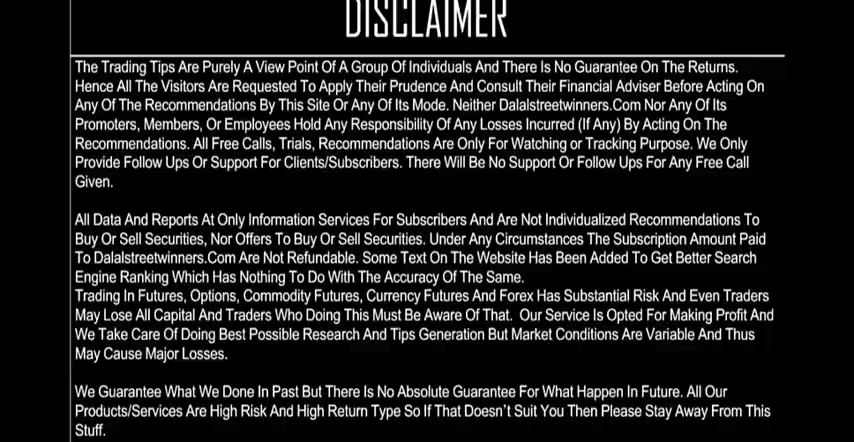 DISCLAIMER
The Trading Tips Are Purely A View Point Of A Group Of Individuals And There Is No Guarantee On The Returns.
Hence All The Visitors Are Requested To Apply Their Prudence And Consult Their Financial Adviser Before Acting On
Any Of The Recommendations By This Site Or Any Of Its Mode. Neither Dalalstreetwinners.Com Nor Any Of Its
Promoters, Members, Or Employees Hold Any Responsibility Of Any Losses Incurred (If Any) By Acting On The
Recommendations. All Free Calls, Trials, Recommendations Are Only For Watching or Tracking Purpose. We Only
Provide Follow Ups Or Support For Clients/Subscribers. There Will Be No Support Or Follow Ups For Any Free Call
Given.
All Data And Reports At Only Information Services For Subscribers And Are Not Individualized Recommendations To
Buy Or Sell Securities, Nor Offers To Buy Or Sell Securities. Under Any Circumstances The Subscription Amount Paid
To Dalalstreetwinners.Com Are Not Refundable. Some Text On The Website Has Been Added To Get Better Search
Engine Ranking Which Has Nothing To Do With The Accuracy Of The Same.
Trading In Futures, Options, Commodity Futures, Currency Futures And Forex Has Substantial Risk And Even Traders
May Lose All Capital And Traders Who Doing This Must Be Aware Of That. Our Service Is Opted For Making Profit And
We Take Care Of Doing Best Possible Research And Tips Generation But Market Conditions Are Variable And Thus
May Cause Major Losses.
We Guarantee What We Done In Past But There Is No Absolute Guarantee For What Happen In Future. All Our
Products/Services Are High Risk And High Return Type So If That Doesn't Suit You Then Please Stay Away From This
Stuff.